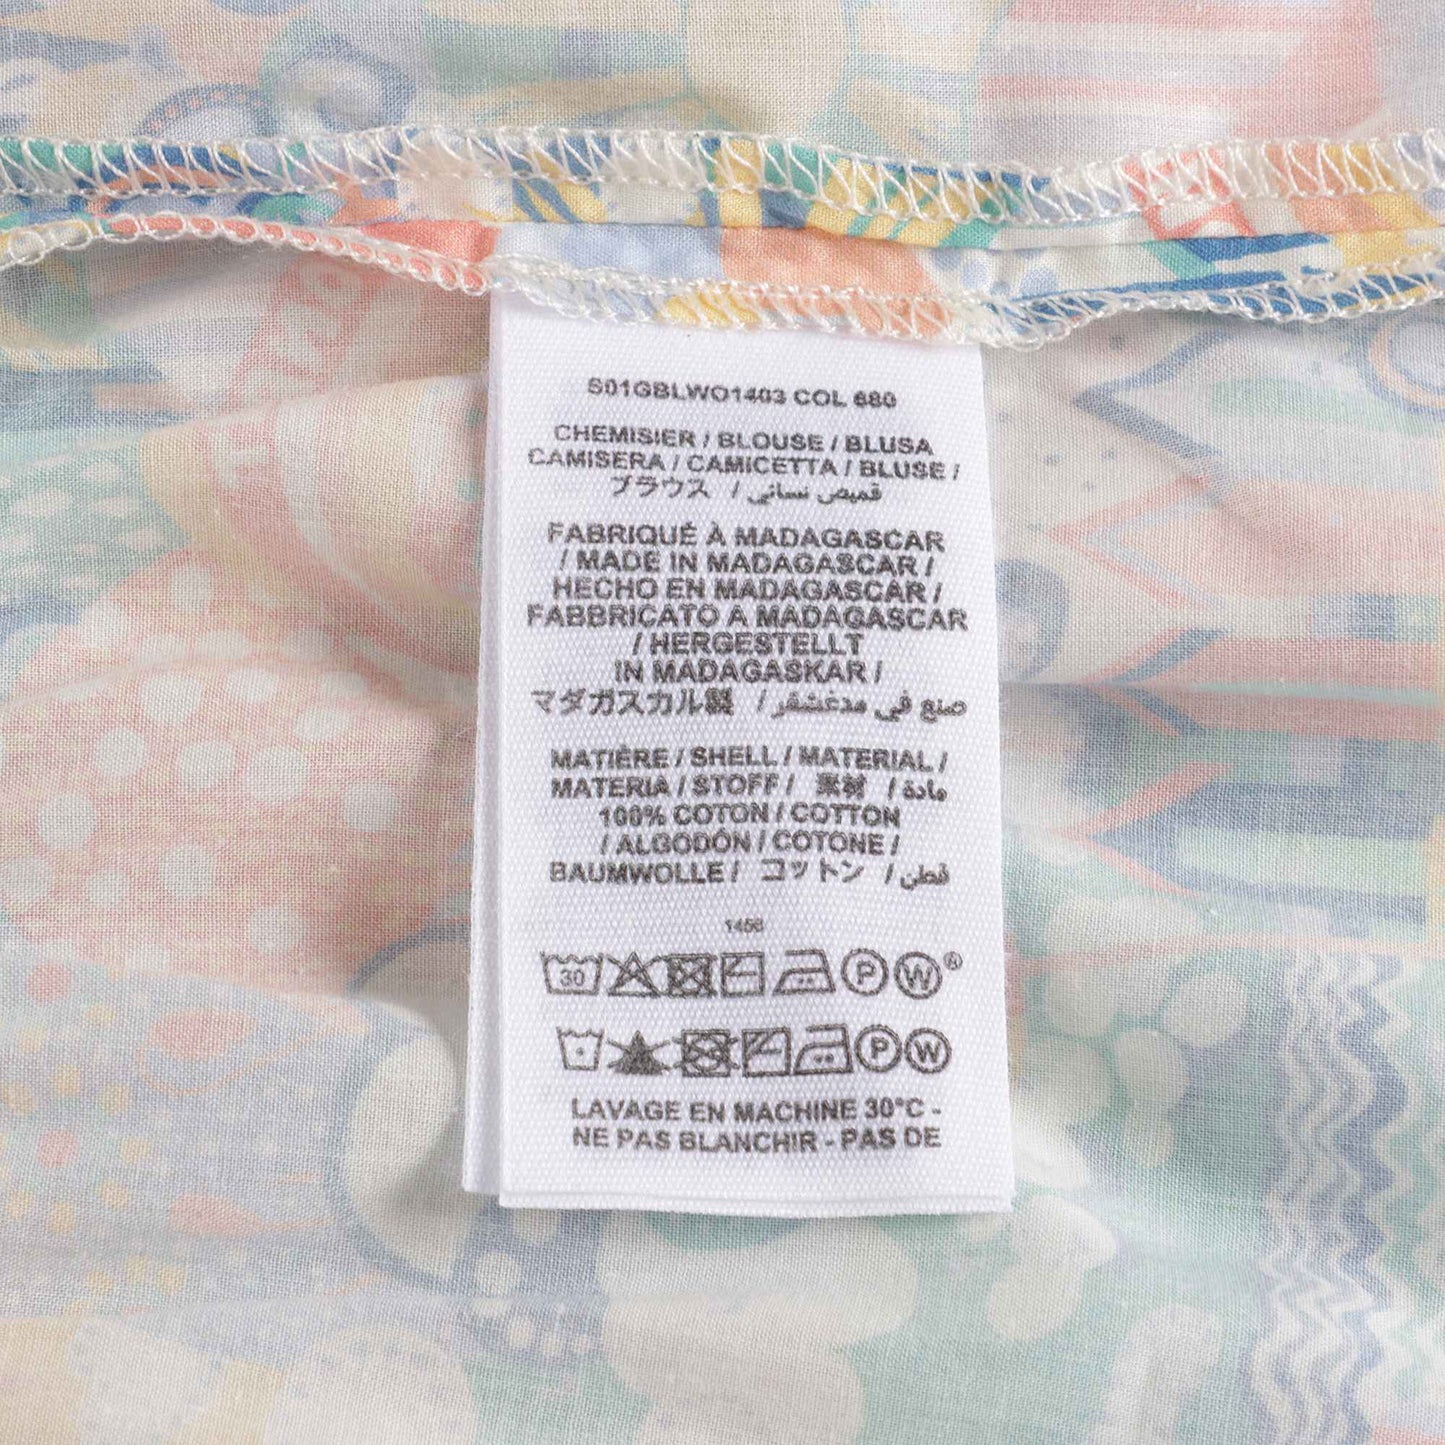 S01GBLWO1403 COL 680
CHEMISIER / BLOUSE / BLUSA
CAMISERA / CAMICETTA / BLUSE /
ブラウス / قميص نسائي
FABRIQUÉ À MADAGASCAR
/ MADE IN MADAGASCAR /
HECHO EN MADAGASCAR /
FABBRICATO A MADAGASCAR
/ HERGESTELLT
IN MADAGASKAR /
マダガスカル製 / صنع في مدغشقر
MATIÈRE / SHELL / MATERIAL /
MATERIA / STOFF / 素材 / مادة
100% COTON / COTTON
/ ALGODÓN / COTONE /
BAUMWOLLE / コットン / قطن
1456
30 P W ®
P W
LAVAGE EN MACHINE 30°C -
NE PAS BLANCHIR - PAS DE